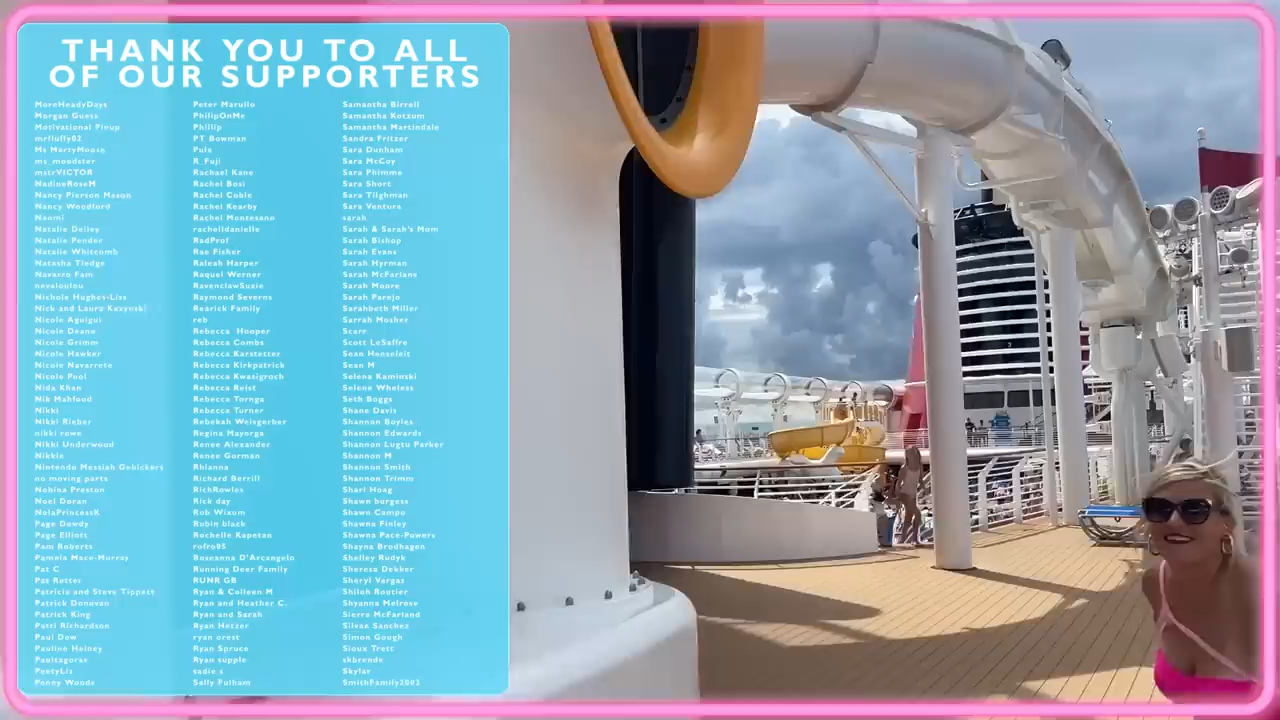 THANK YOU TO ALL
OF OUR SUPPORTERS
MoreHeadyDays
Morgan Guess
Motivational Pinup
mrfluffy82
Ms MartyMoose
ms_moodster
mstrVICTOR
NadineRoseM
Nancy Pierson Mason
Nancy Woodford
Naomi
Natalie Deiley
Natalie Pender
Natalie Whitcomb
Natasha Tledge
Navarro Fam
nevaloulou
Nichole Hughes-Liss
Nick and Laura Kazynski
Nicole Aguigui
Nicole Deane
Nicole Grimm
Nicole Hawker
Nicole Navarrete
Nicole Pool
Nida Khan
Nik Mahfood
Nikki
Nikki Rieber
nikki rowe
Nikki Underwood
Nikkie
Nintendo Messiah Gebickers
no moving parts
Nohina Preston
Noel Doran
NolaPrincessK
Page Dowdy
Page Elliott
Pam Roberts
Pamela Mace-Murray
Pat C
Pat Rutter
Patricia and Steve Tippett
Patrick Donovan
Patrick King
Patti Richardson
Paul Dow
Pauline Heiney
Paultagoras
PeetyLiz
Penny Woods
Peter Marullo
PhilipOnMe
Phillip
PT Bowman
Pula
R_Fuji
Rachael Kane
Rachel Bosi
Rachel Coble
Rachel Kearby
Rachel Montesano
rachelldanielle
RadProf
Rae Fisher
Raleah Harper
Raquel Werner
RavenclawSuzie
Raymond Severns
Rearick Family
reb
Rebecca Hooper
Rebecca Combs
Rebecca Karstetter
Rebecca Kirkpatrick
Rebecca Kwasigroch
Rebecca Reist
Rebecca Tornga
Rebecca Turner
Rebekah Weisgerber
Regina Mayorga
Renee Alexander
Renee Gorman
Rhianna
Richard Berrill
RichRowles
Rick day
Rob Wixom
Robin black
Rochelle Kapetan
rofro95
Roseanna D'Arcangelo
Running Deer Family
RUNR GB
Ryan & Colleen M
Ryan and Heather C.
Ryan and Sarah
Ryan Hetzer
ryan orest
Ryan Spruce
Ryan supple
sadie s
Sally Fulham
Samantha Birrell
Samantha Kotzum
Samantha Martindale
Sandra Fritzer
Sara Dunham
Sara McCoy
Sara Phimme
Sara Short
Sara Tilghman
Sara Ventura
sarah
Sarah & Sarah's Mom
Sarah Bishop
Sarah Evans
Sarah Hyrman
Sarah McFarlans
Sarah Moore
Sarah Parejo
Sarahbeth Miller
Sarrah Mosher
Scarr
Scott LeSaffre
Sean Henseleit
Sean M
Selena Kaminski
Selene Wheless
Seth Boggs
Shane Davis
Shannon Boyles
Shannon Edwards
Shannon Lugtu Parker
Shannon M
Shannon Smith
Shannon Trimm
Shari Hoag
Shawn burgess
Shawn Campo
Shawna Finley
Shawna Pace-Powers
Shayna Brodhagen
Shelley Rudyk
Sheresa Dekker
Sheryl Vargas
Shiloh Routier
Shyanna Melrose
Sierra McFarland
Silvan Sanchez
Simon Gough
Sioux Trett
skbrende
Skylar
SmithFamily2002